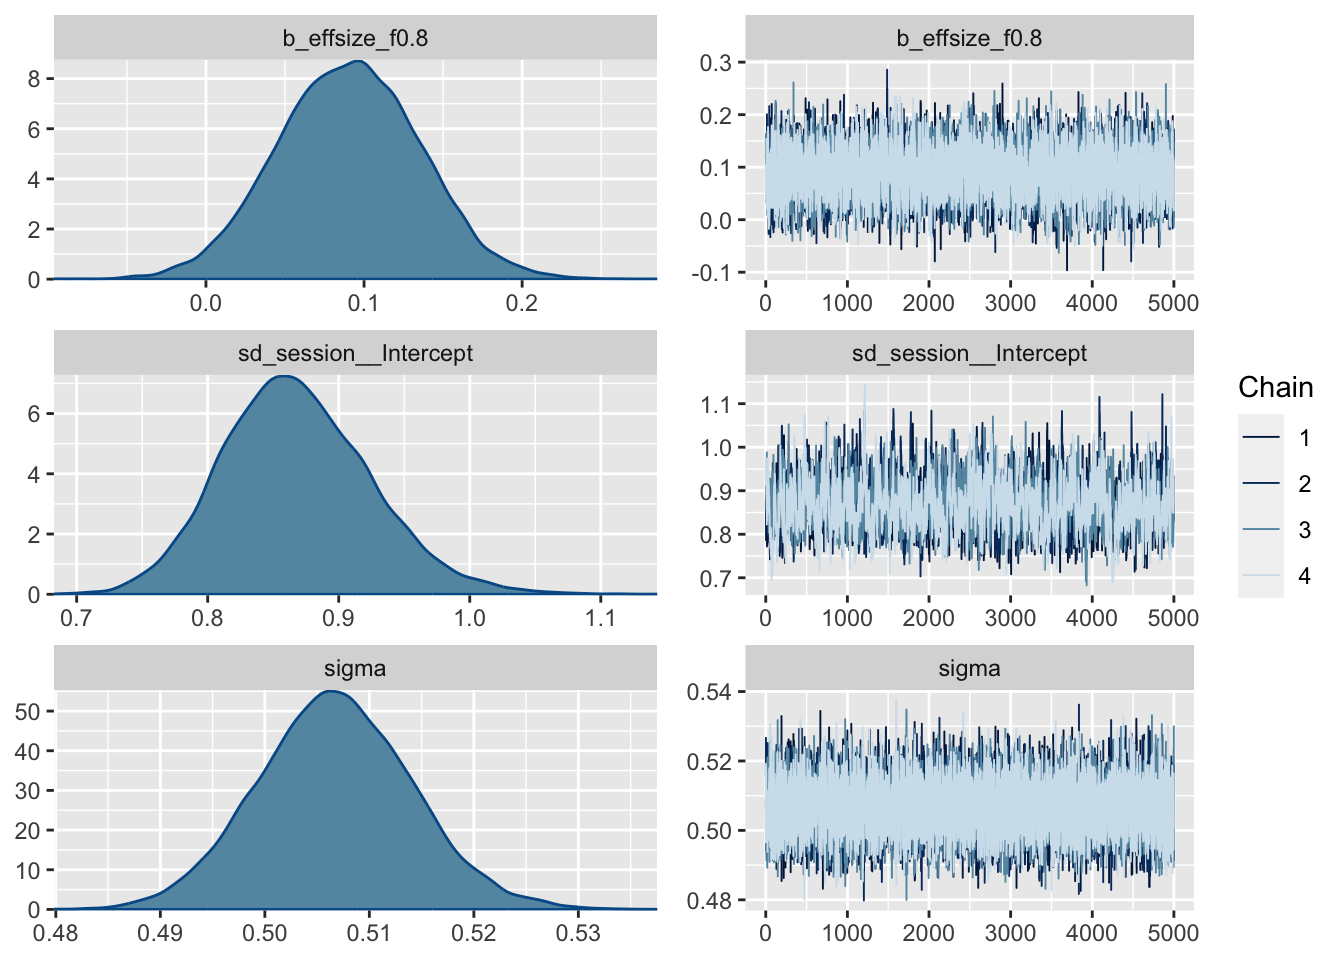 b_effsize_f0.8
8
6
4
2
0
0.0 0.1 0.2
b_effsize_f0.8
0.3
0.2
0.1
0.0
-0.1
0 1000 2000 3000 4000 5000
sd_session__Intercept
6
4
2
0
0.7 0.8 0.9 1.0 1.1
sd_session__Intercept
1.1
1.0
0.9
0.8
0.7
0 1000 2000 3000 4000 5000
sigma
50
40
30
20
10
0
0.48 0.49 0.50 0.51 0.52 0.53
sigma
0.54
0.52
0.50
0.48
0 1000 2000 3000 4000 5000
Chain
1
2
3
4